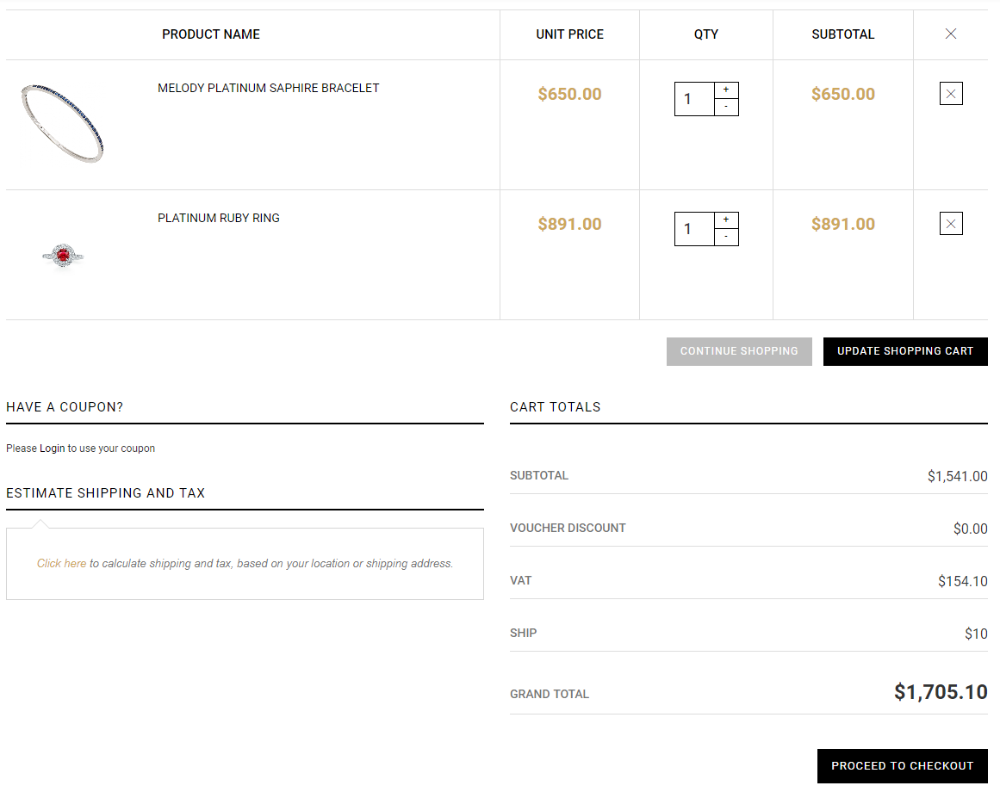 PRODUCT NAME UNIT PRICE QTY SUBTOTAL
MELODY PLATINUM SAPHIRE BRACELET $650.00 1 + - $650.00
PLATINUM RUBY RING $891.00 1 + - $891.00
CONTINUE SHOPPING UPDATE SHOPPING CART
HAVE A COUPON?
Please Login to use your coupon
ESTIMATE SHIPPING AND TAX
Click here to calculate shipping and tax, based on your location or shipping address.
CART TOTALS
SUBTOTAL $1,541.00
VOUCHER DISCOUNT $0.00
VAT $154.10
SHIP $10
GRAND TOTAL $1,705.10
PROCEED TO CHECKOUT